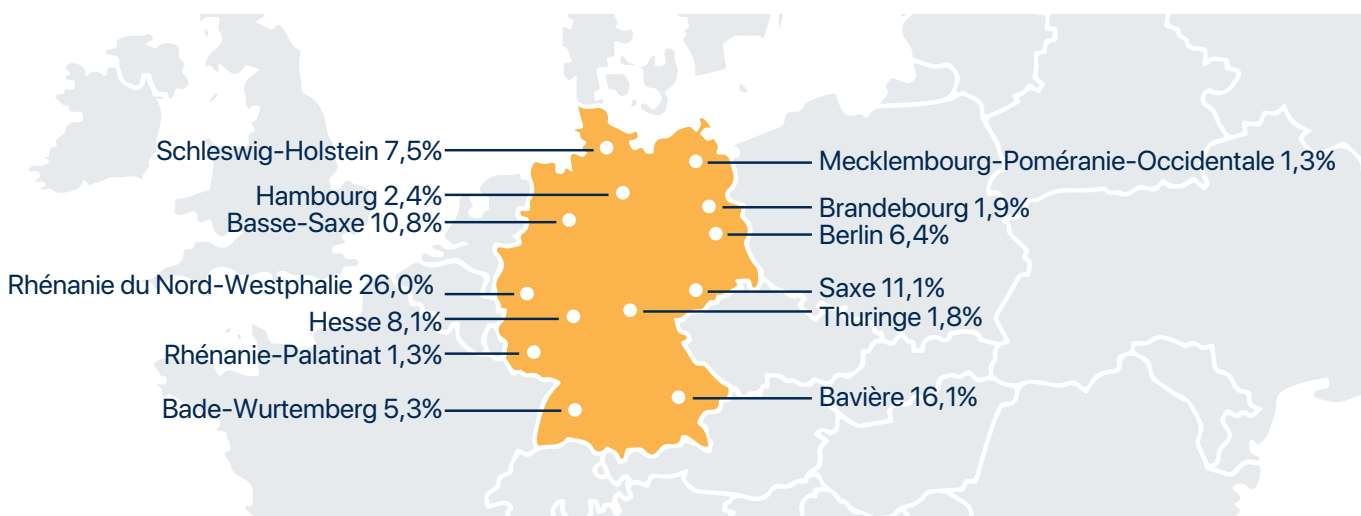 Schleswig-Holstein 7,5%
Hambourg 2,4%
Basse-Saxe 10,8%
Rhénanie du Nord-Westphalie 26,0%
Hesse 8,1%
Rhénanie-Palatinat 1,3%
Bade-Wurtemberg 5,3%
Mecklembourg-Poméranie-Occidentale 1,3%
Brandebourg 1,9%
Berlin 6,4%
Saxe 11,1%
Thuringe 1,8%
Bavière 16,1%